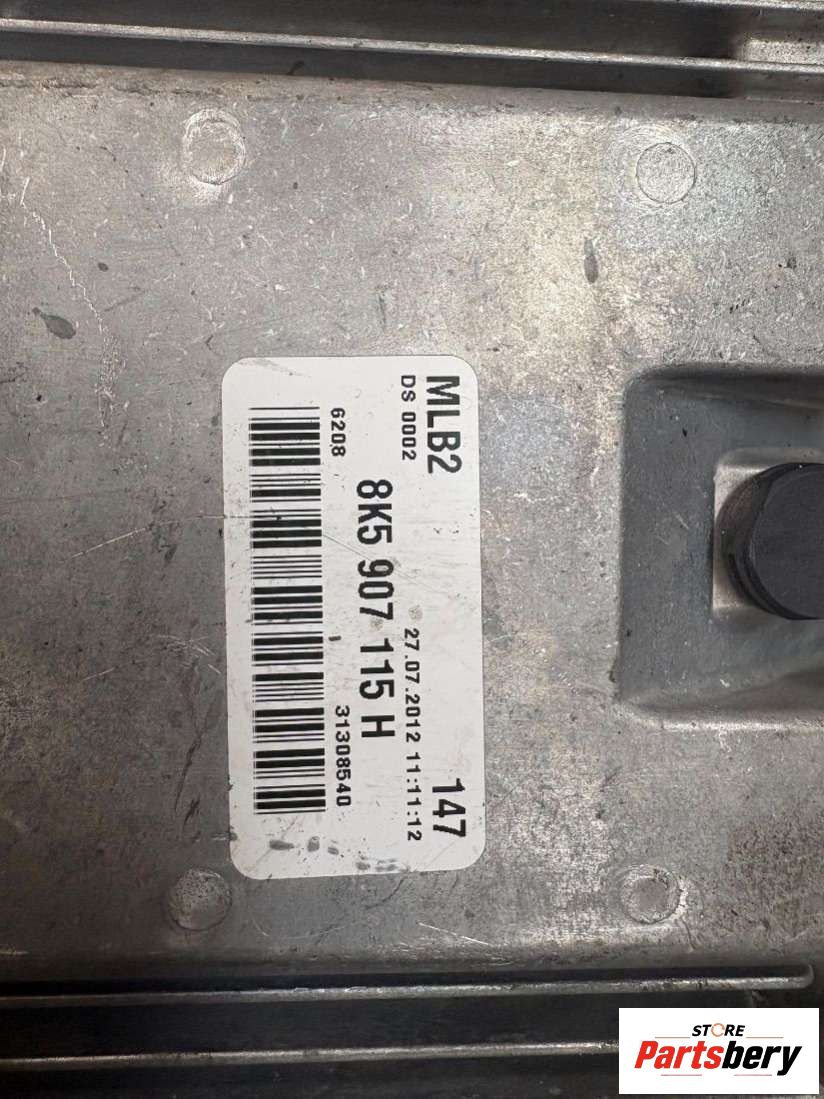 MLB2 147
DS 0002 27.07.2012 11:11:12
8K5 907 115 H
6208 31308540
STORE
Partsbery